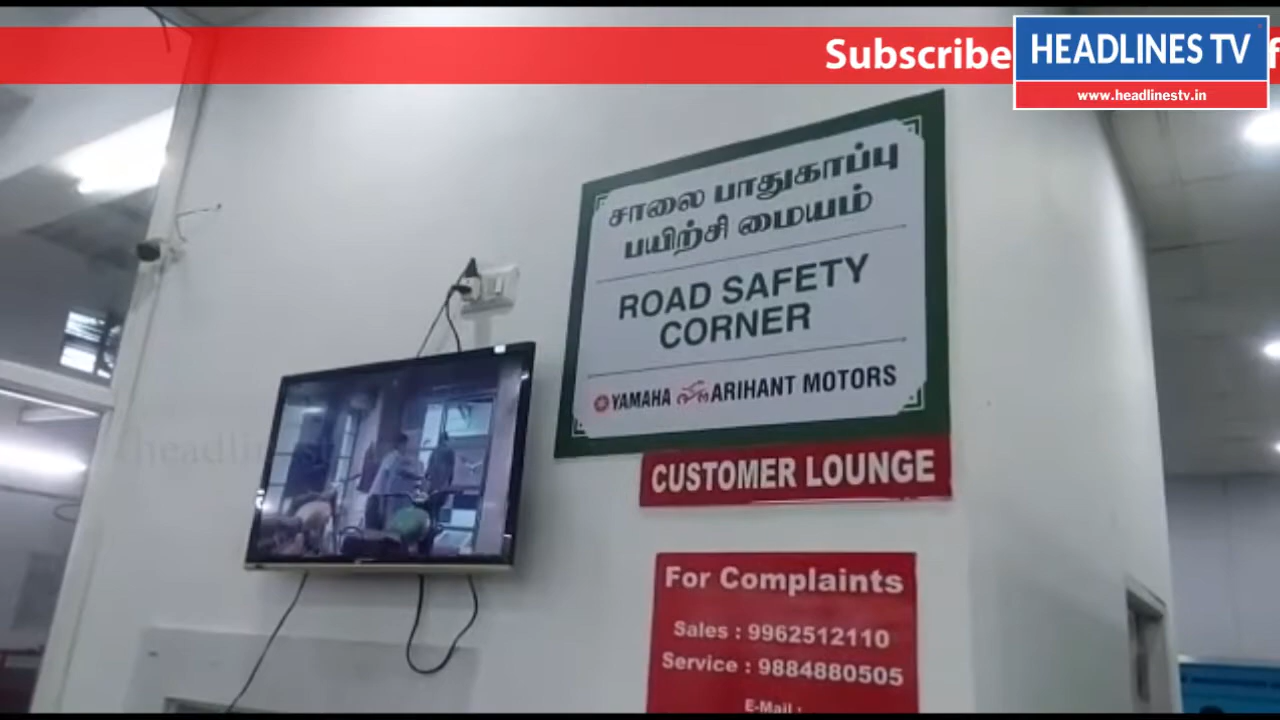 Subscribe
HEADLINES TV
www.headlinestv.in
சாலை பாதுகாப்பு
பயிற்சி மையம்
ROAD SAFETY
CORNER
YAMAHA ARIHANT MOTORS
CUSTOMER LOUNGE
For Complaints
Sales : 9962512110
Service : 9884880505
E-Mail :